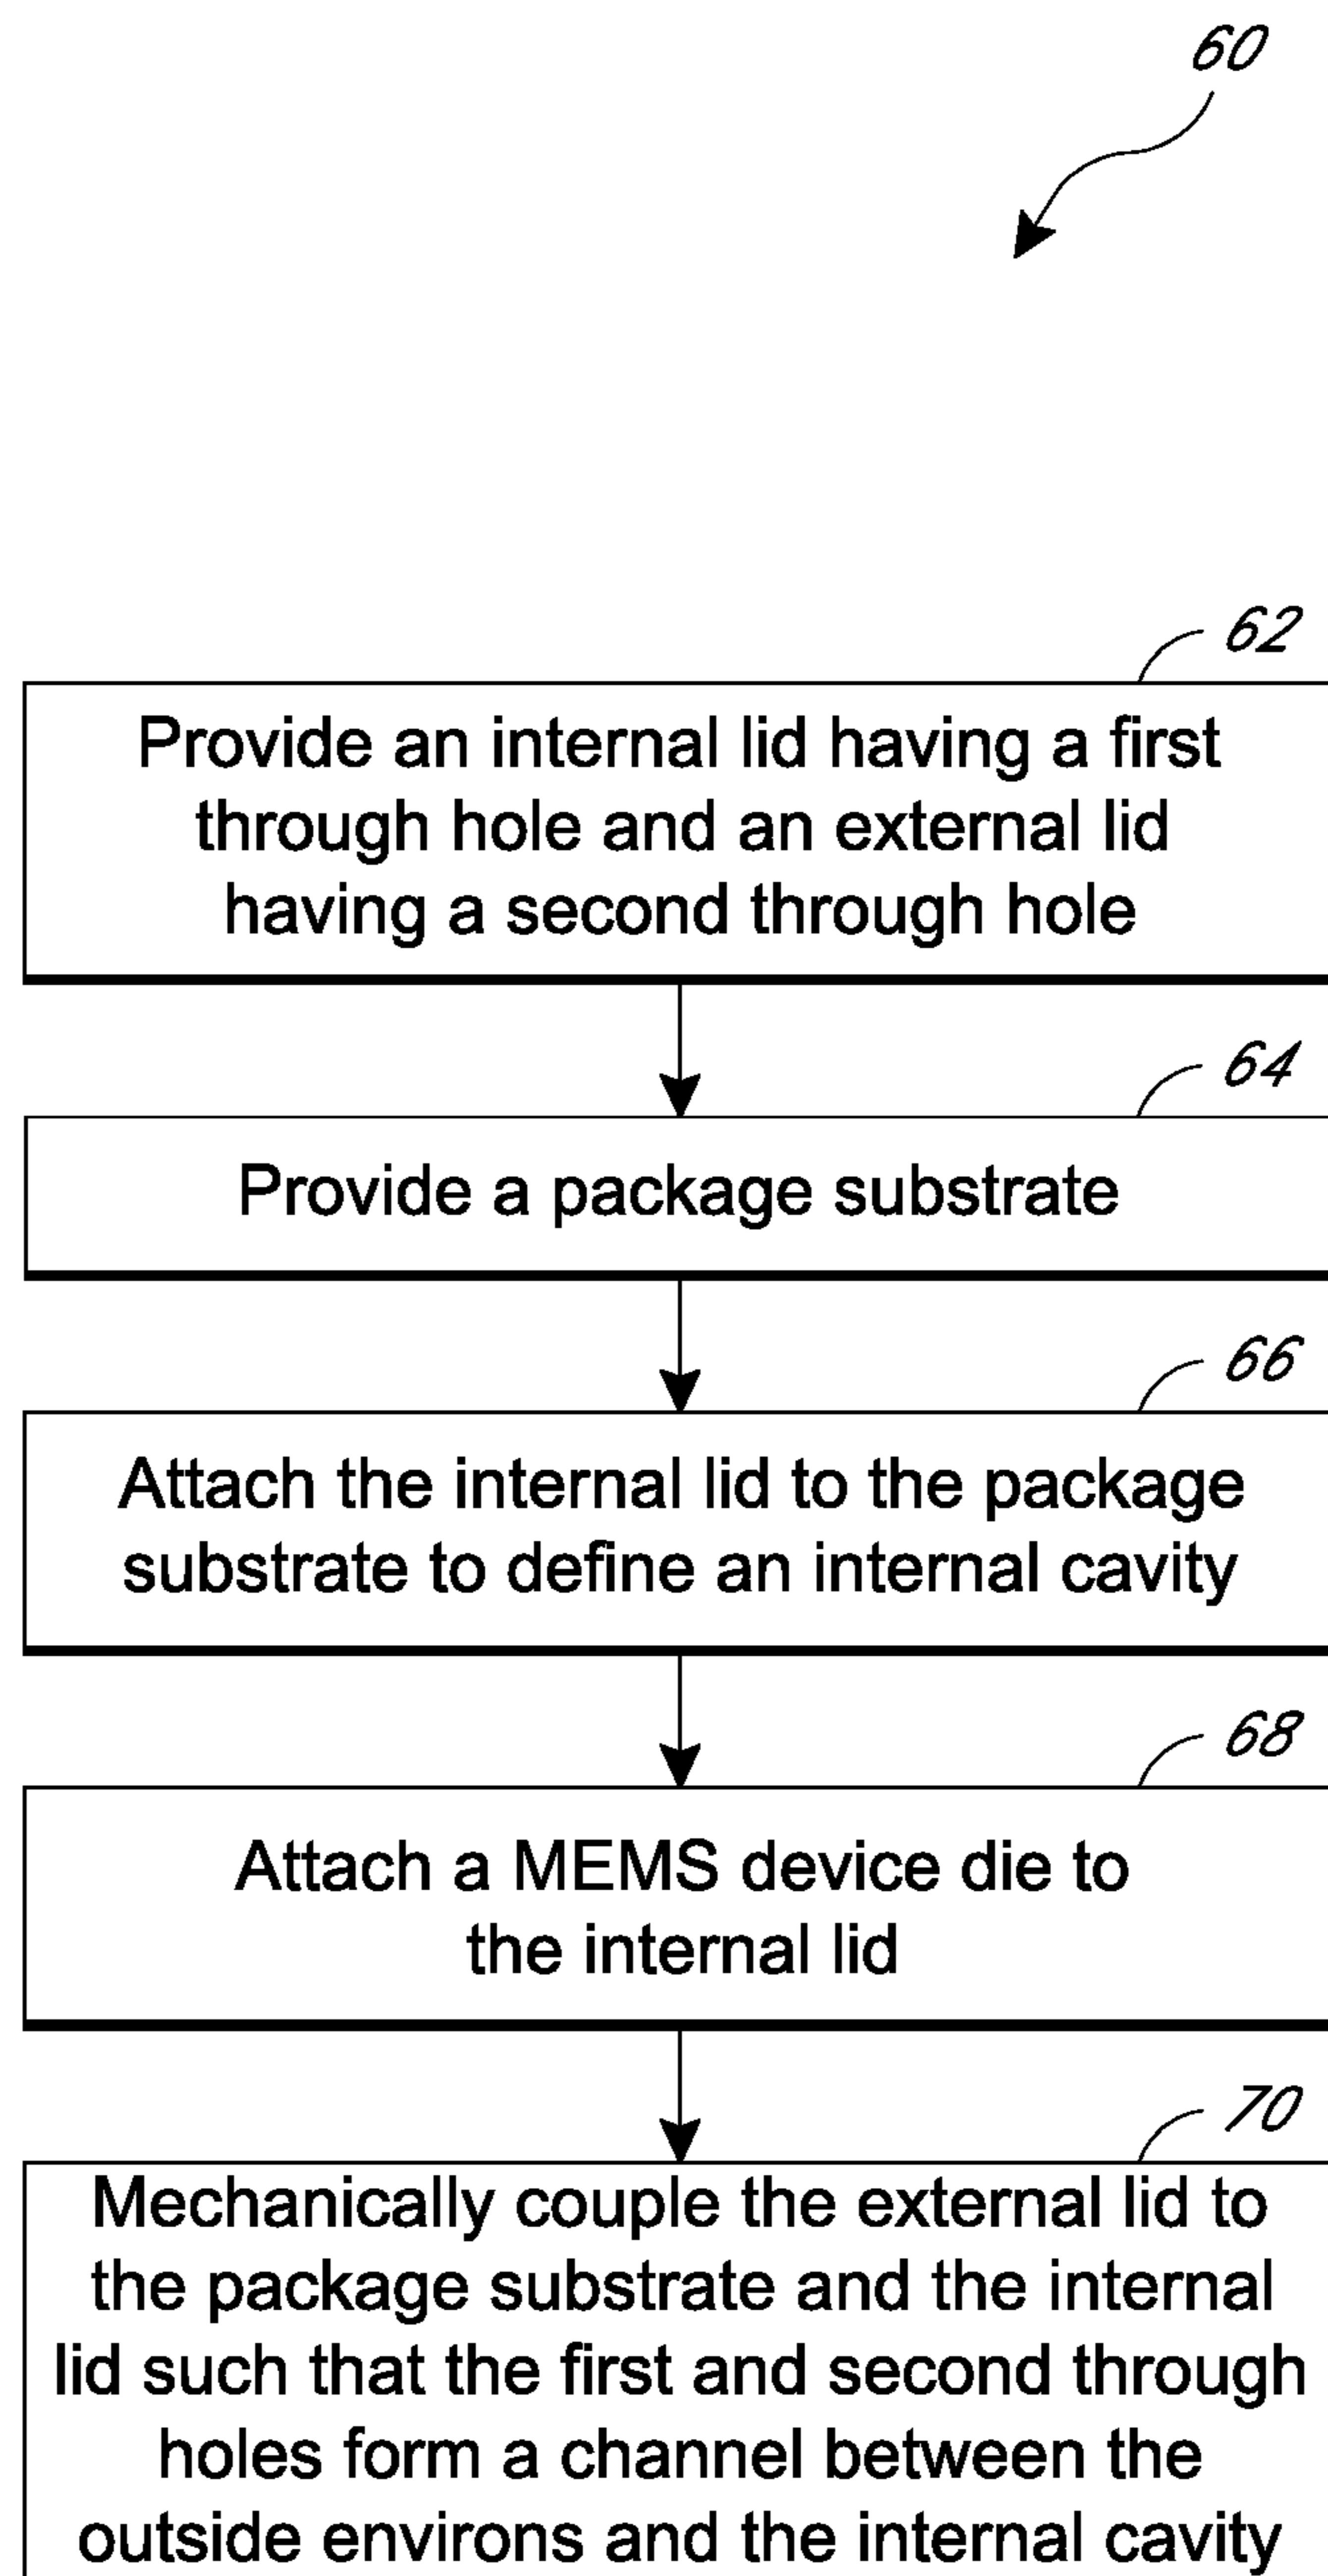 60
62
Provide an internal lid having a first
through hole and an external lid
having a second through hole
64
Provide a package substrate
66
Attach the internal lid to the package
substrate to define an internal cavity
68
Attach a MEMS device die to
the internal lid
70
Mechanically couple the external lid to
the package substrate and the internal
lid such that the first and second through
holes form a channel between the
outside environs and the internal cavity